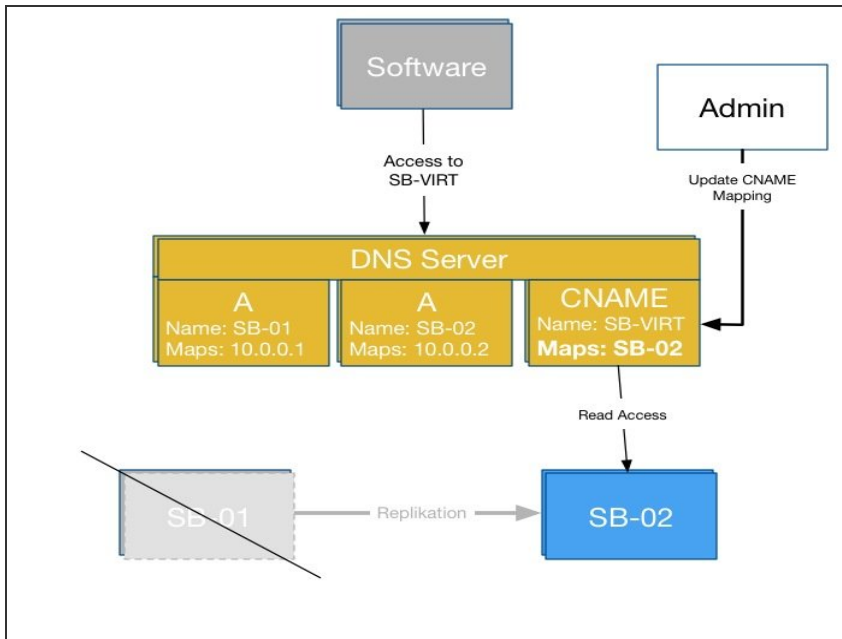 Software
Admin
Access to
SB-VIRT
Update CNAME
Mapping
DNS Server
A
Name: SB-01
Maps: 10.0.0.1
A
Name: SB-02
Maps: 10.0.0.2
CNAME
Name: SB-VIRT
Maps: SB-02
Read Access
SB-01
Replikation
SB-02